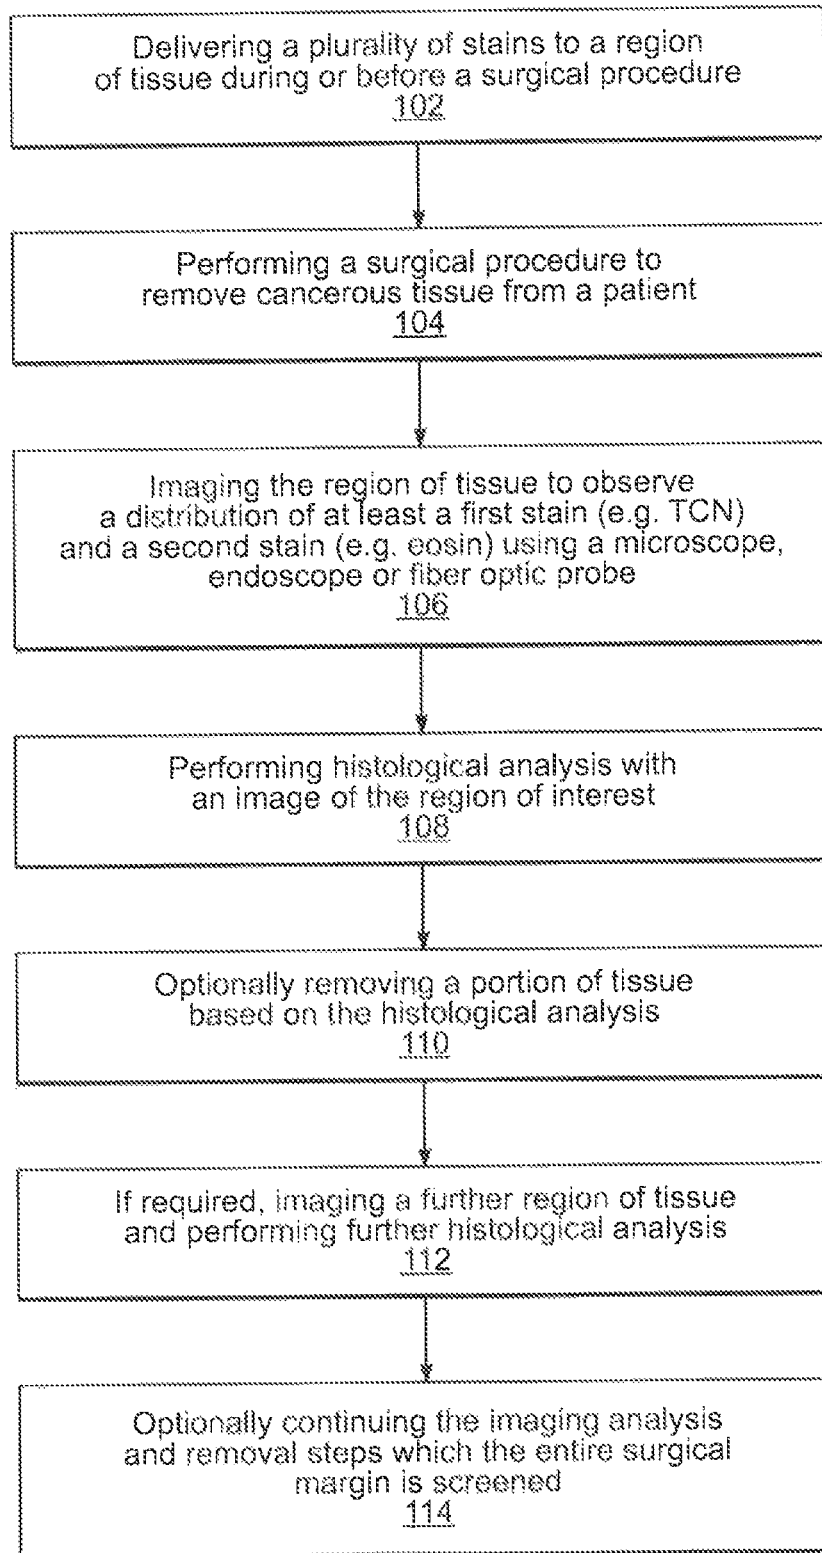 Delivering a plurality of stains to a region
of tissue during or before a surgical procedure
102
Performing a surgical procedure to
remove cancerous tissue from a patient
104
Imaging the region of tissue to observe
a distribution of at least a first stain (e.g. TCN)
and a second stain (e.g. eosin) using a microscope,
endoscope or fiber optic probe
106
Performing histological analysis with
an image of the region of interest
108
Optionally removing a portion of tissue
based on the histological analysis
110
If required, imaging a further region of tissue
and performing further histological analysis
112
Optionally continuing the imaging analysis
and removal steps which the entire surgical
margin is screened
114